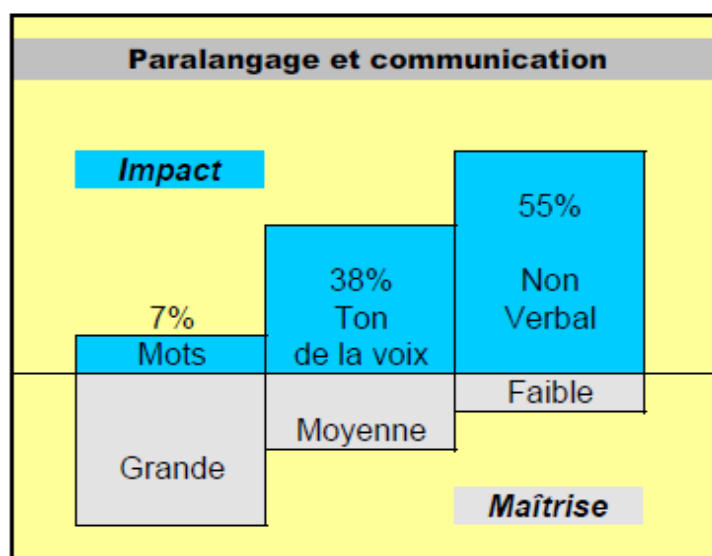 Paralangage et communication
Impact
7%
Mots
38%
Ton
de la voix
55%
Non
Verbal
Grande
Moyenne
Faible
Maîtrise